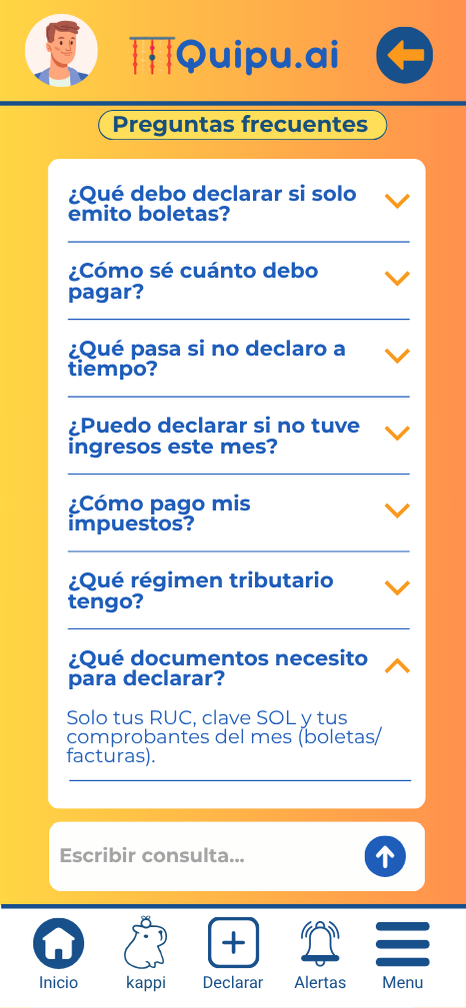 Quipu.ai
Preguntas frecuentes
¿Qué debo declarar si solo
emito boletas?
¿Cómo sé cuánto debo
pagar?
¿Qué pasa si no declaro a
tiempo?
¿Puedo declarar si no tuve
ingresos este mes?
¿Cómo pago mis
impuestos?
¿Qué régimen tributario
tengo?
¿Qué documentos necesito
para declarar?
Solo tus RUC, clave SOL y tus
comprobantes del mes (boletas/
facturas).
Escribir consulta...
Inicio
kappi
Declarar
Alertas
Menu